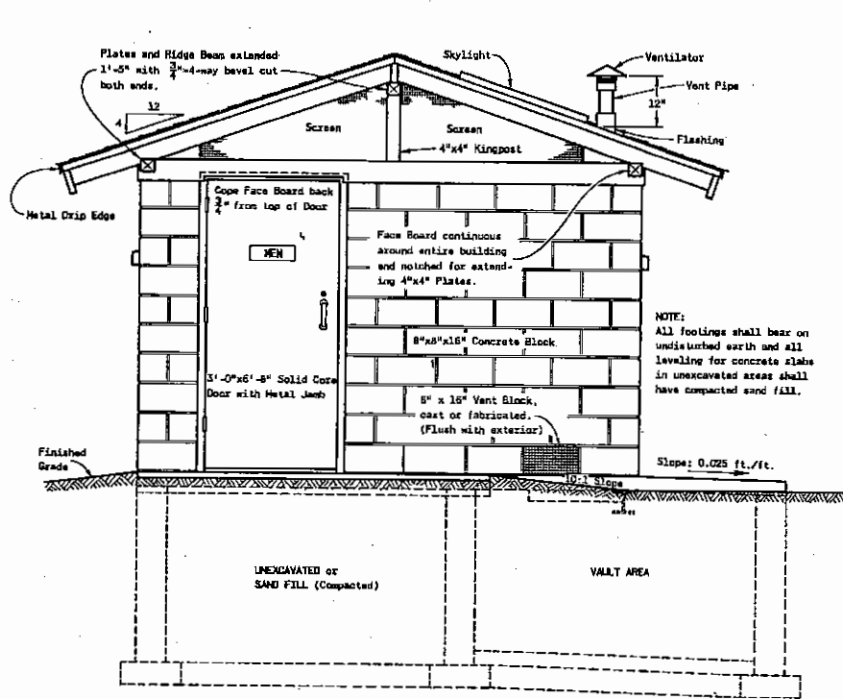 Plates and Ridge Beam extended
1'-5" with 3/4"-4-way bevel cut
both ends.
Skylight
Ventilator
Vent Pipe
12"
Flashing
12
4
Screen
Screen
4"x4" Kingpost
Metal Drip Edge
Cope Face Board back
3/4" from top of Door
MEN
Face Board continuous
around entire building
and notched for extend-
ing 4"x4" Plates.
8"x8"x16" Concrete Block
NOTE:
All footings shall bear on
undisturbed earth and all
leveling for concrete slabs
in unexcavated areas shall
have compacted sand fill.
3'-0"x6'-8" Solid Core
Door with Metal Jamb
8" x 16" Vent Block,
cast or fabricated.
(Flush with exterior)
Finished
Grade
Slope: 0.025 ft./ft.
10:1 Slope
UNEXCAVATED or
SAND FILL (Compacted)
VAULT AREA